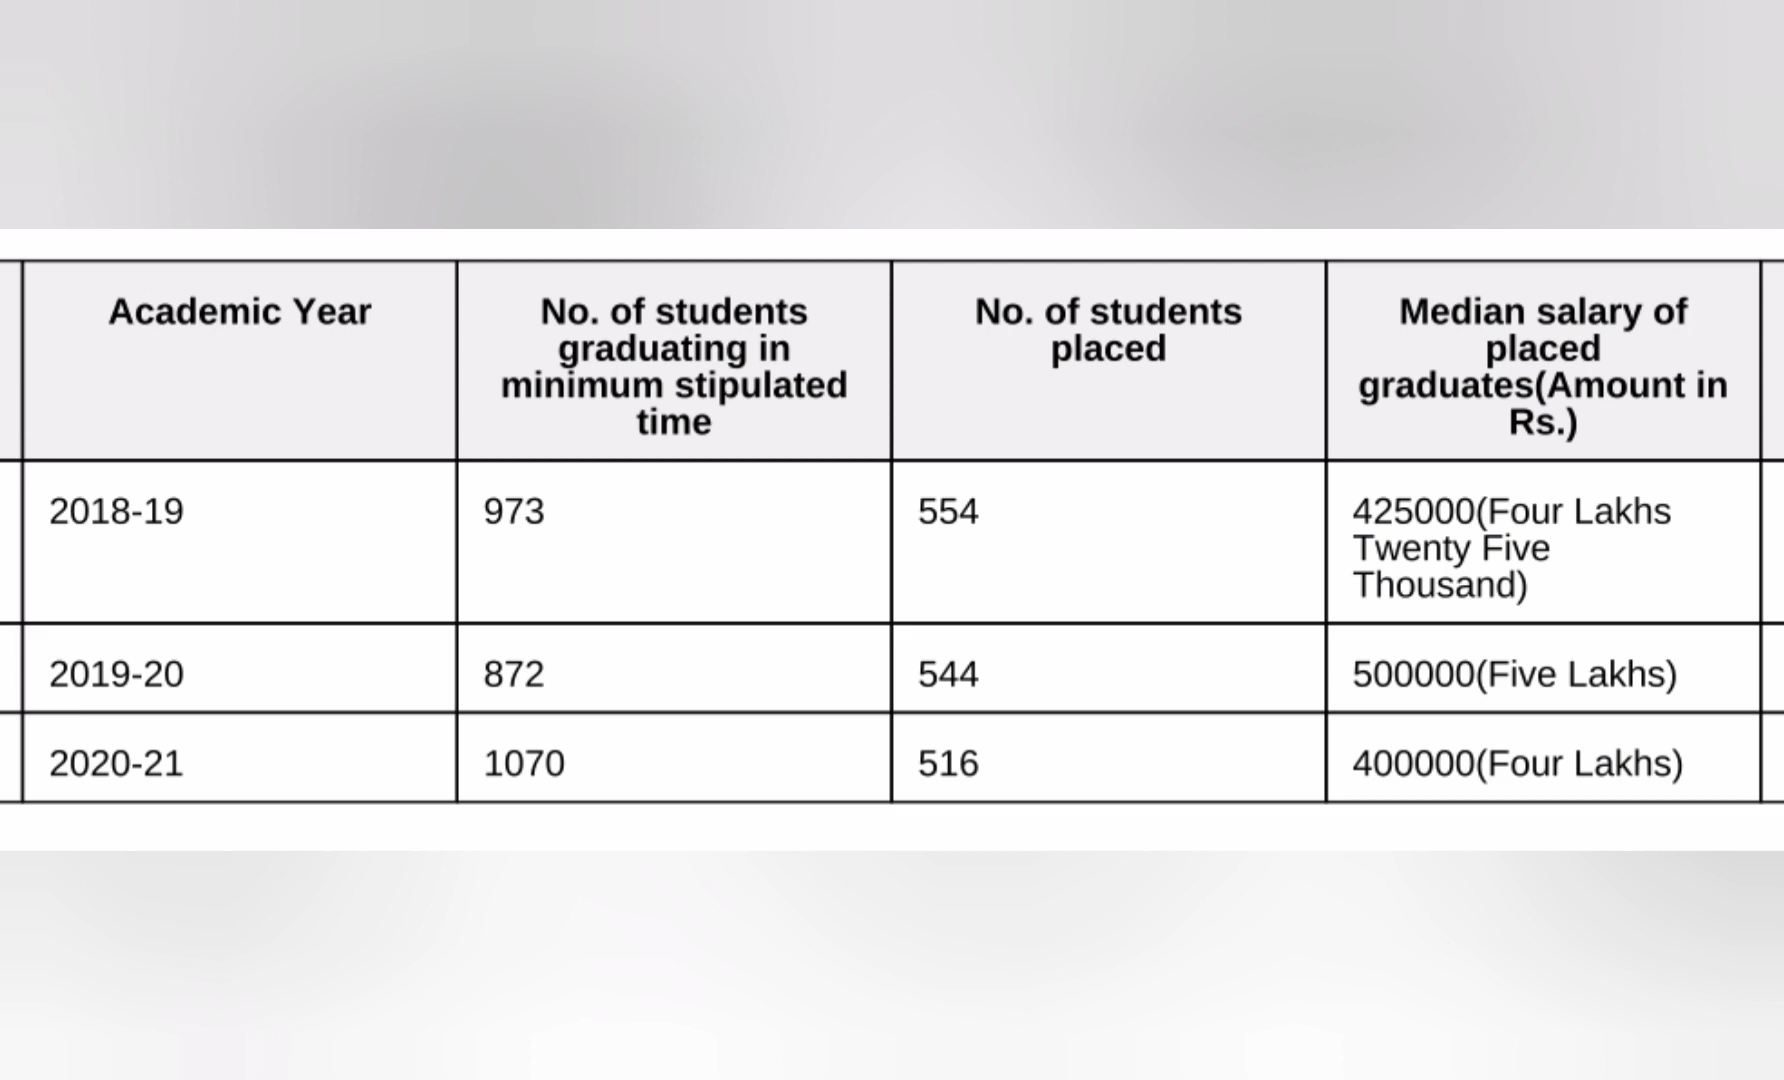 Academic Year
No. of students
graduating in
minimum stipulated
time
No. of students
placed
Median salary of
placed
graduates(Amount in
Rs.)
2018-19
973
554
425000(Four Lakhs
Twenty Five
Thousand)
2019-20
872
544
500000(Five Lakhs)
2020-21
1070
516
400000(Four Lakhs)